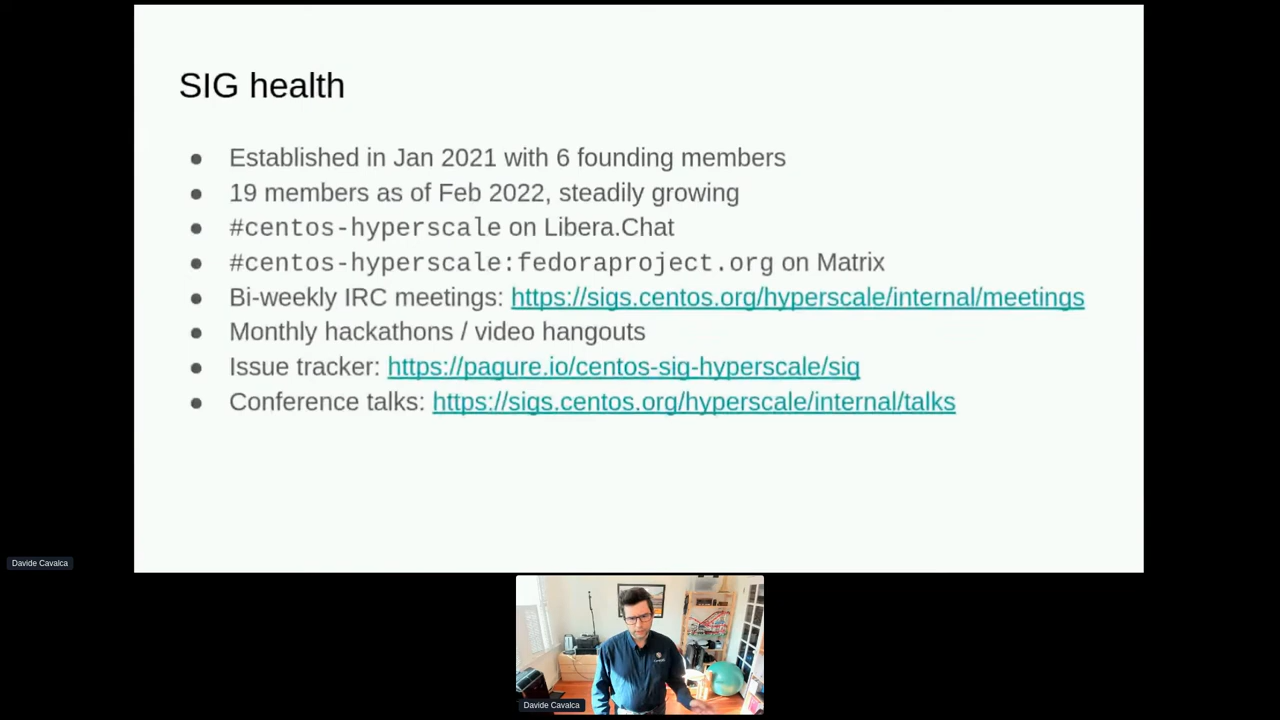 SIG health
● Established in Jan 2021 with 6 founding members
● 19 members as of Feb 2022, steadily growing
● #centos-hyperscale on Libera.Chat
● #centos-hyperscale:fedoraproject.org on Matrix
● Bi-weekly IRC meetings: https://sigs.centos.org/hyperscale/internal/meetings
● Monthly hackathons / video hangouts
● Issue tracker: https://pagure.io/centos-sig-hyperscale/sig
● Conference talks: https://sigs.centos.org/hyperscale/internal/talks
Davide Cavalca
Davide Cavalca